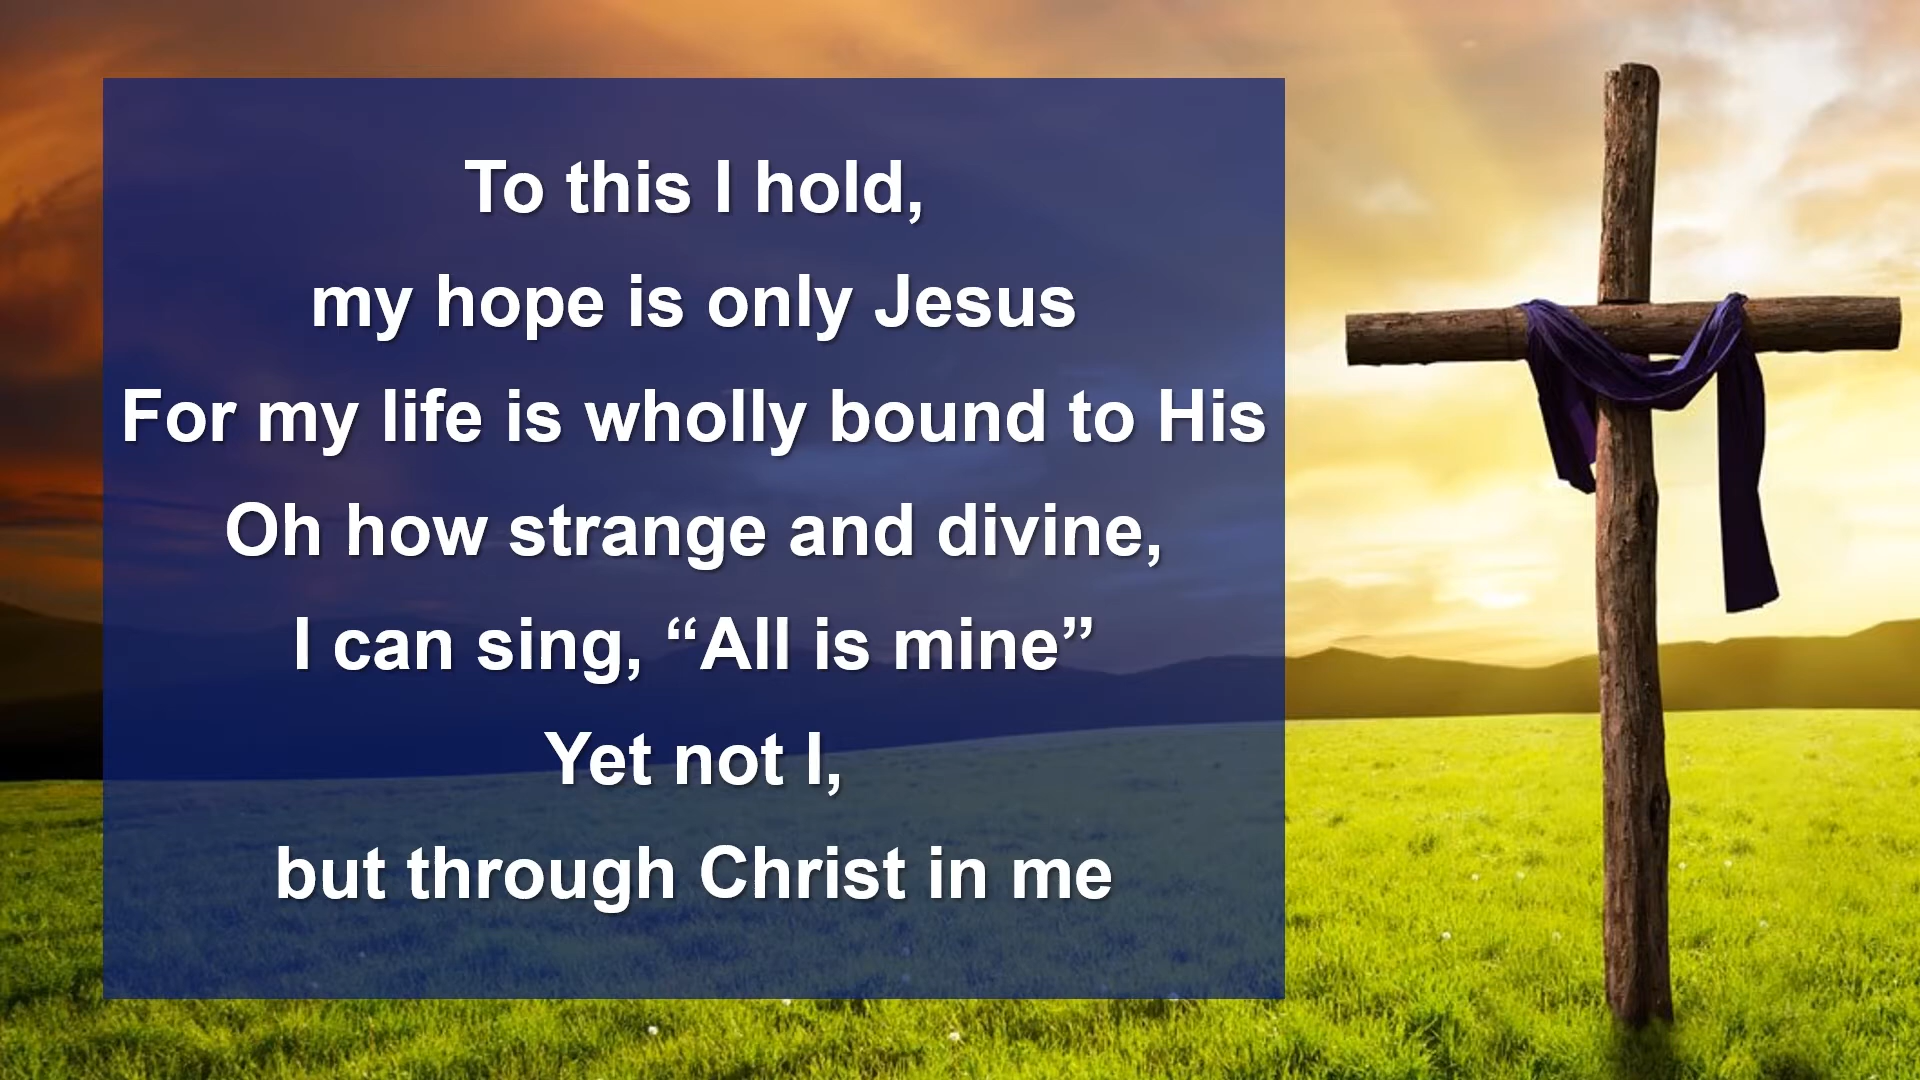 To this I hold,
my hope is only Jesus
For my life is wholly bound to His
Oh how strange and divine,
I can sing, “All is mine”
Yet not I,
but through Christ in me